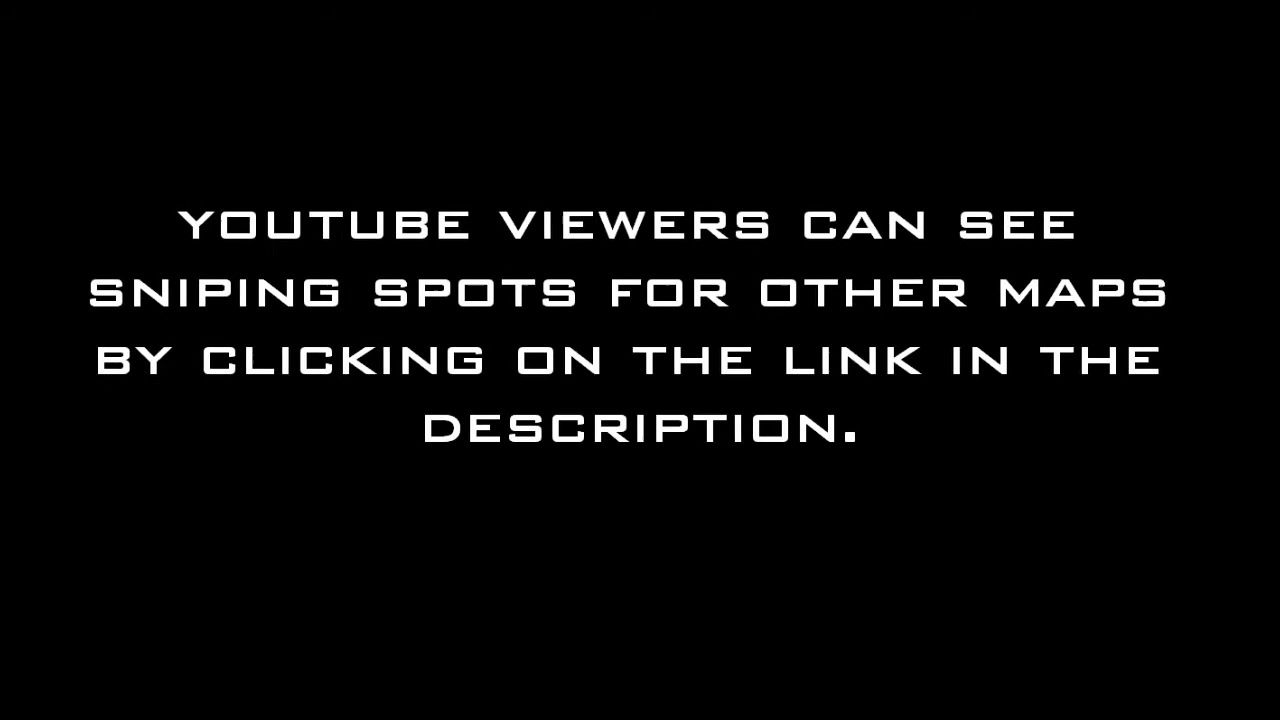 YOUTUBE VIEWERS CAN SEE
SNIPING SPOTS FOR OTHER MAPS
BY CLICKING ON THE LINK IN THE
DESCRIPTION.